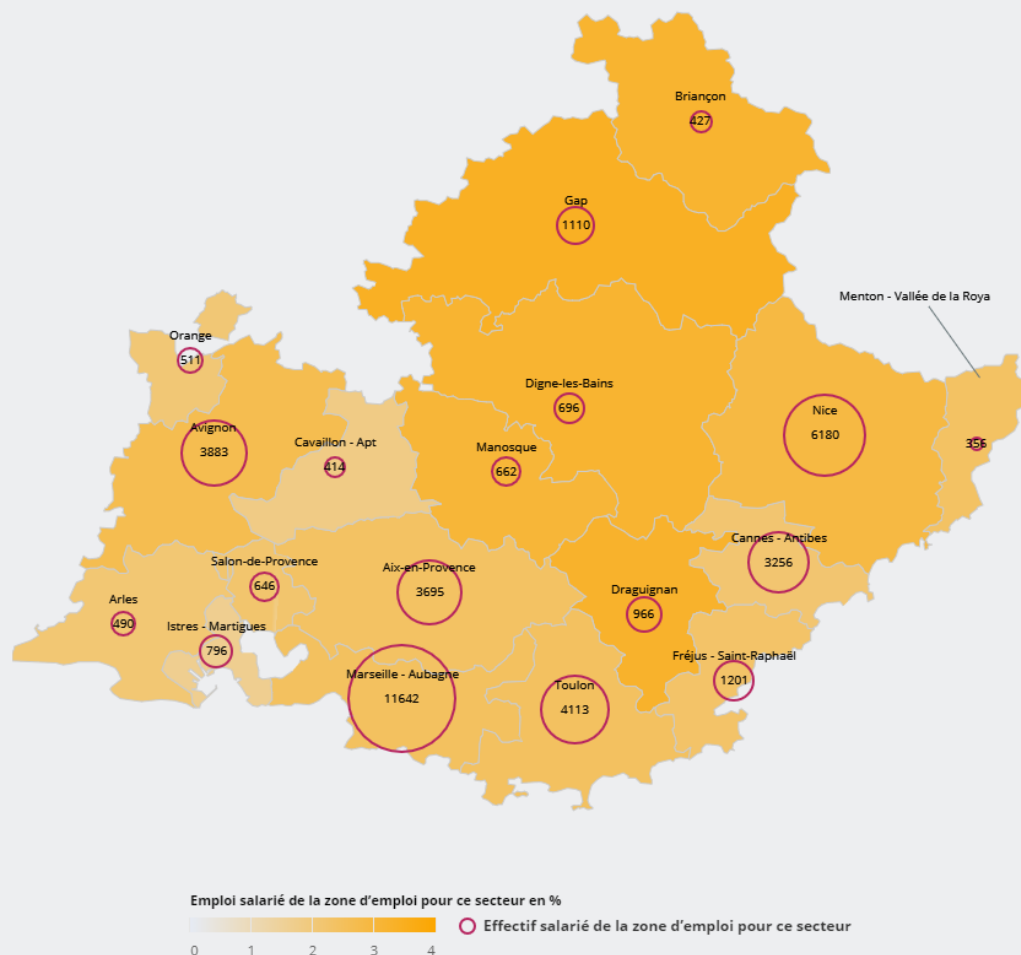 Briançon
427
Gap
1110
Menton - Vallée de la Roya
Orange
511
Digne-les-Bains
696
Nice
6180
Avignon
3883
Cavaillon - Apt
414
Manosque
662
356
Cannes - Antibes
3256
Salon-de-Provence
646
Aix-en-Provence
3695
Draguignan
966
Arles
490
Istres - Martigues
796
Fréjus - Saint-Raphaël
1201
Marseille - Aubagne
11642
Toulon
4113
Emploi salarié de la zone d’emploi pour ce secteur en %
Effectif salarié de la zone d’emploi pour ce secteur
0 1 2 3 4